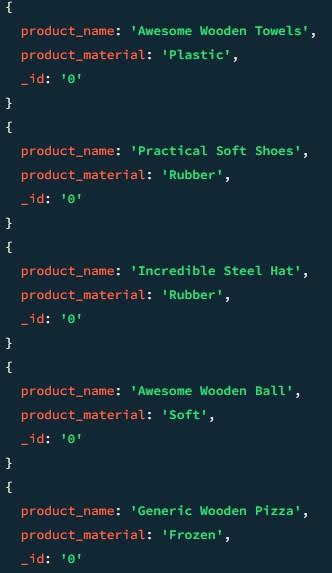 {
  product_name: 'Awesome Wooden Towels',
  product_material: 'Plastic',
  _id: '0'
}
{
  product_name: 'Practical Soft Shoes',
  product_material: 'Rubber',
  _id: '0'
}
{
  product_name: 'Incredible Steel Hat',
  product_material: 'Rubber',
  _id: '0'
}
{
  product_name: 'Awesome Wooden Ball',
  product_material: 'Soft',
  _id: '0'
}
{
  product_name: 'Generic Wooden Pizza',
  product_material: 'Frozen',
  _id: '0'